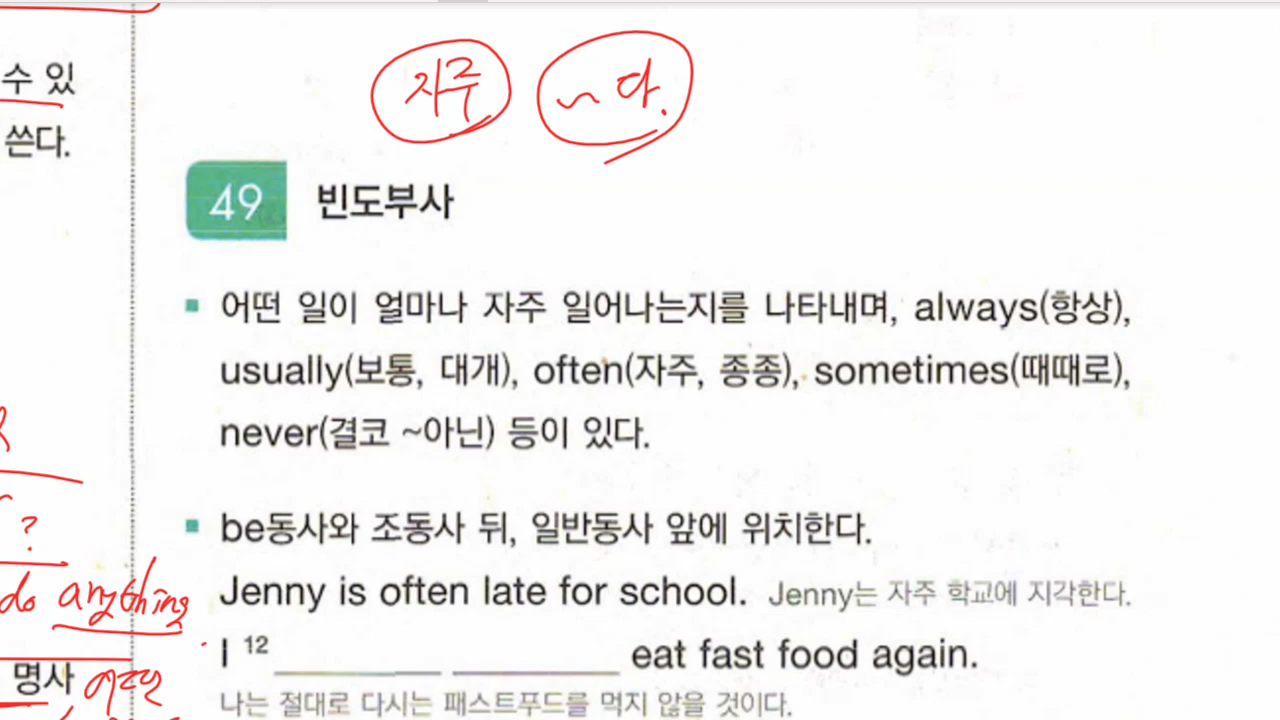 자주 ~다.
수 있
쓴다.
49 빈도부사
어떤 일이 얼마나 자주 일어나는지를 나타내며, always(항상),
usually(보통, 대개), often(자주, 종종), sometimes(때때로),
never(결코 ~아닌) 등이 있다.
?
be동사와 조동사 뒤, 일반동사 앞에 위치한다.
do anything
Jenny is often late for school. Jenny는 자주 학교에 지각한다.
I 12 ________ ________ eat fast food again.
명사
나는 절대로 다시는 패스트푸드를 먹지 않을 것이다.